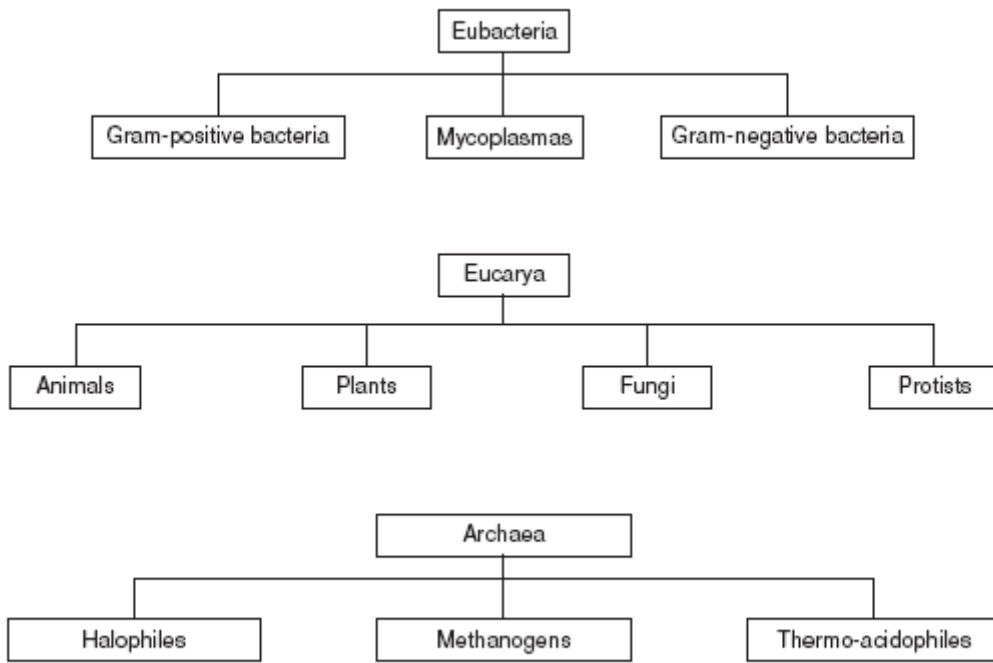 Eubacteria
Gram-positive bacteria
Mycoplasmas
Gram-negative bacteria
Eucarya
Animals
Plants
Fungi
Protists
Archaea
Halophiles
Methanogens
Thermo-acidophiles